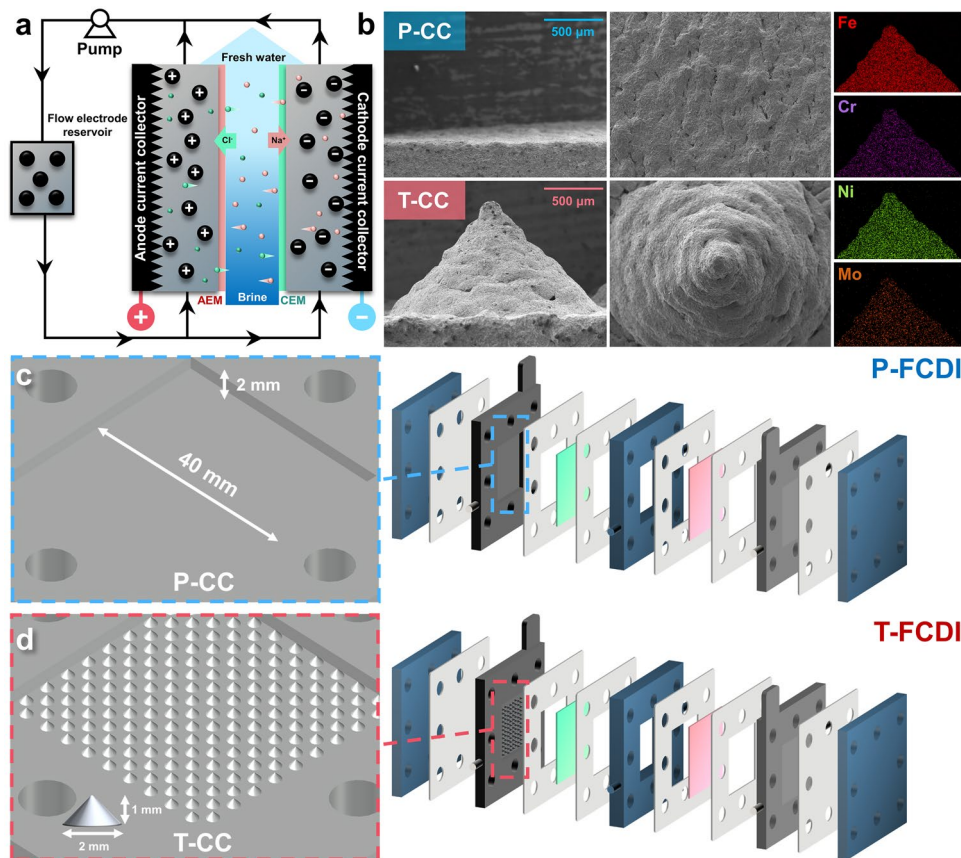 a
Pump
Fresh water
Flow electrode
reservoir
Anode current collector
Cathode current collector
Cl⁻
Na⁺
+
−
AEM
Brine
CEM
b
P-CC
500 μm
T-CC
500 μm
Fe
Cr
Ni
Mo
c
2 mm
40 mm
P-CC
P-FCDI
d
1 mm
2 mm
T-CC
T-FCDI